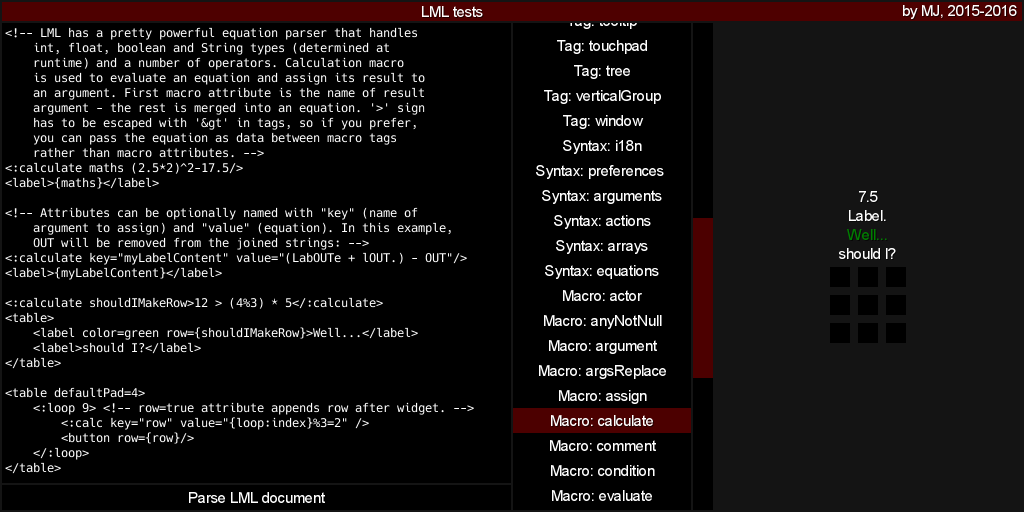 LML tests
by MJ, 2015-2016
<!-- LML has a pretty powerful equation parser that handles
    int, float, boolean and String types (determined at
    runtime) and a number of operators. Calculation macro
    is used to evaluate an equation and assign its result to
    an argument. First macro attribute is the name of result
    argument - the rest is merged into an equation. '>' sign
    has to be escaped with '&gt' in tags, so if you prefer,
    you can pass the equation as data between macro tags
    rather than macro attributes. -->
<:calculate maths (2.5*2)^2-17.5/>
<label>{maths}</label>

<!-- Attributes can be optionally named with "key" (name of
    argument to assign) and "value" (equation). In this example,
    OUT will be removed from the joined strings: -->
<:calculate key="myLabelContent" value="(LabOUTe + lOUT.) - OUT"/>
<label>{myLabelContent}</label>

<:calculate shouldIMakeRow>12 > (4%3) * 5</:calculate>
<table>
    <label color=green row={shouldIMakeRow}>Well...</label>
    <label>should I?</label>
</table>

<table defaultPad=4>
    <:loop 9> <!-- row=true attribute appends row after widget. -->
        <:calc key="row" value="{loop:index}%3=2" />
        <button row={row}/>
    </:loop>
</table>
Parse LML document
Tag: tooltip
Tag: touchpad
Tag: tree
Tag: verticalGroup
Tag: window
Syntax: i18n
Syntax: preferences
Syntax: arguments
Syntax: actions
Syntax: arrays
Syntax: equations
Macro: actor
Macro: anyNotNull
Macro: argument
Macro: argsReplace
Macro: assign
Macro: calculate
Macro: comment
Macro: condition
Macro: evaluate
7.5
Label.
Well...
should I?